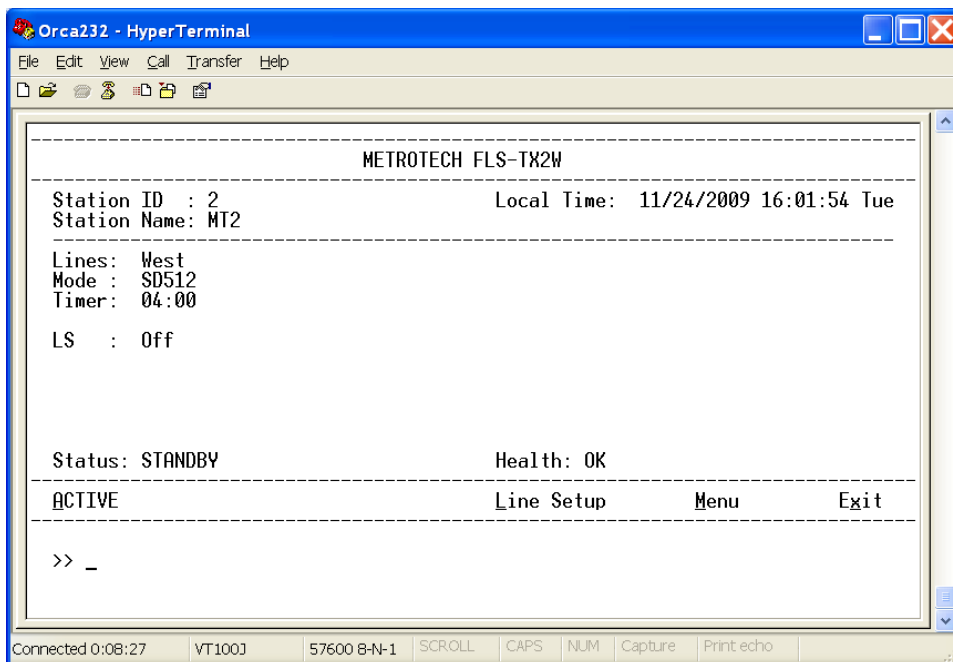 Orca232 - HyperTerminal
File Edit View Call Transfer Help
METROTECH FLS-TX2W
Station ID : 2 Local Time: 11/24/2009 16:01:54 Tue
Station Name: MT2
Lines: West
Mode : SD512
Timer: 04:00
LS : Off
Status: STANDBY Health: OK
ACTIVE Line Setup Menu Exit
>> _
Connected 0:08:27 VT100J 57600 8-N-1 SCROLL CAPS NUM Capture Print echo